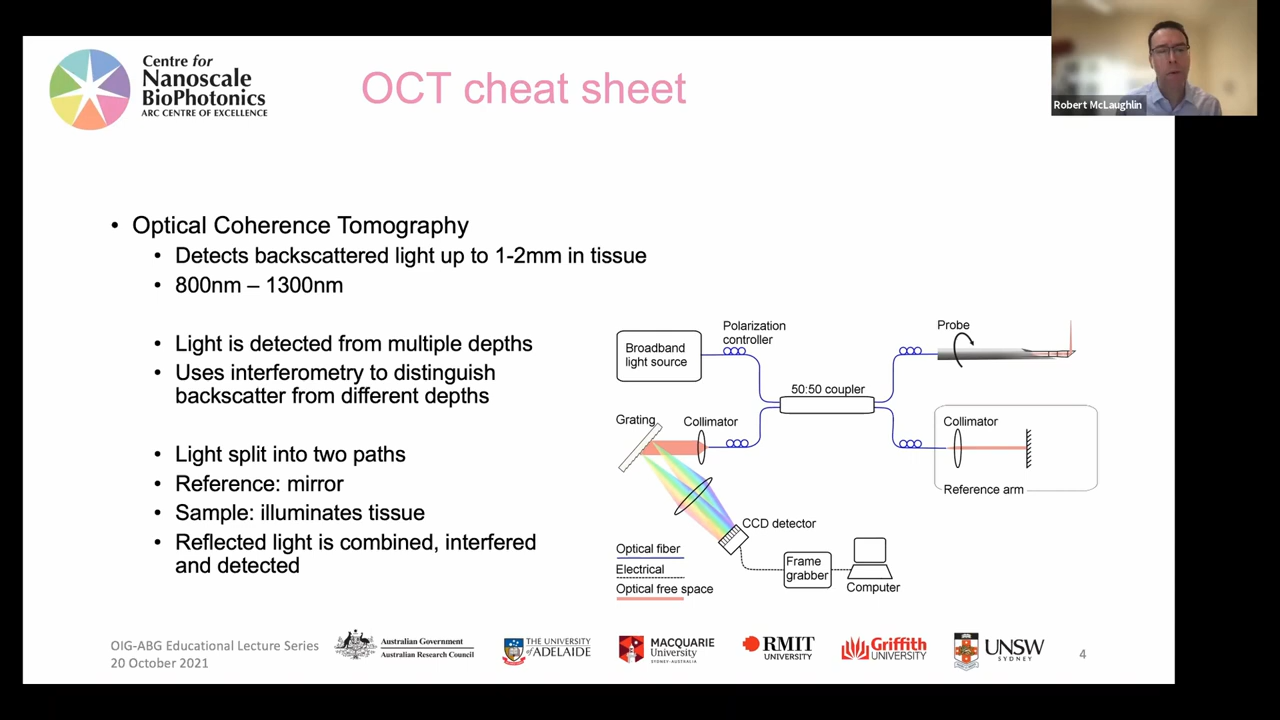 Centre for
Nanoscale
BioPhotonics
ARC CENTRE OF EXCELLENCE
OCT cheat sheet
Robert McLaughlin
• Optical Coherence Tomography
• Detects backscattered light up to 1-2mm in tissue
• 800nm – 1300nm
• Light is detected from multiple depths
• Uses interferometry to distinguish
backscatter from different depths
• Light split into two paths
• Reference: mirror
• Sample: illuminates tissue
• Reflected light is combined, interfered
and detected
Broadband
light source
Polarization
controller
Probe
50:50 coupler
Grating
Collimator
Collimator
Reference arm
CCD detector
Optical fiber
Electrical
Optical free space
Frame
grabber
Computer
OIG-ABG Educational Lecture Series
20 October 2021
Australian Government
Australian Research Council
THE UNIVERSITY
of ADELAIDE
MACQUARIE
University
SYDNEY·AUSTRALIA
RMIT
UNIVERSITY
Griffith
UNIVERSITY
UNSW
SYDNEY
4